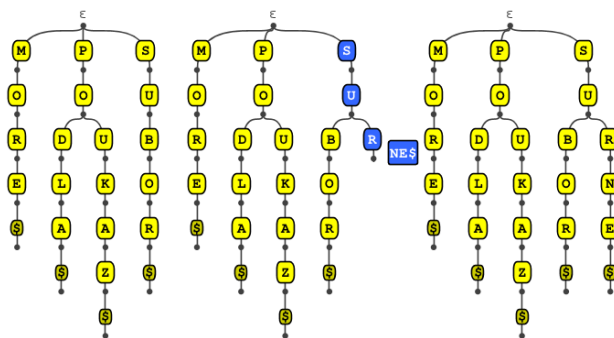 ε ε ε
M P S M P S M P S
O O U O O U O O U
R D U B R D U B R R D U B R
NE$
E L K O E L K O E L K O N
$ A A R $ A A R $ A A R E
$ Z $ $ Z $ $ Z $ $
$ $ $